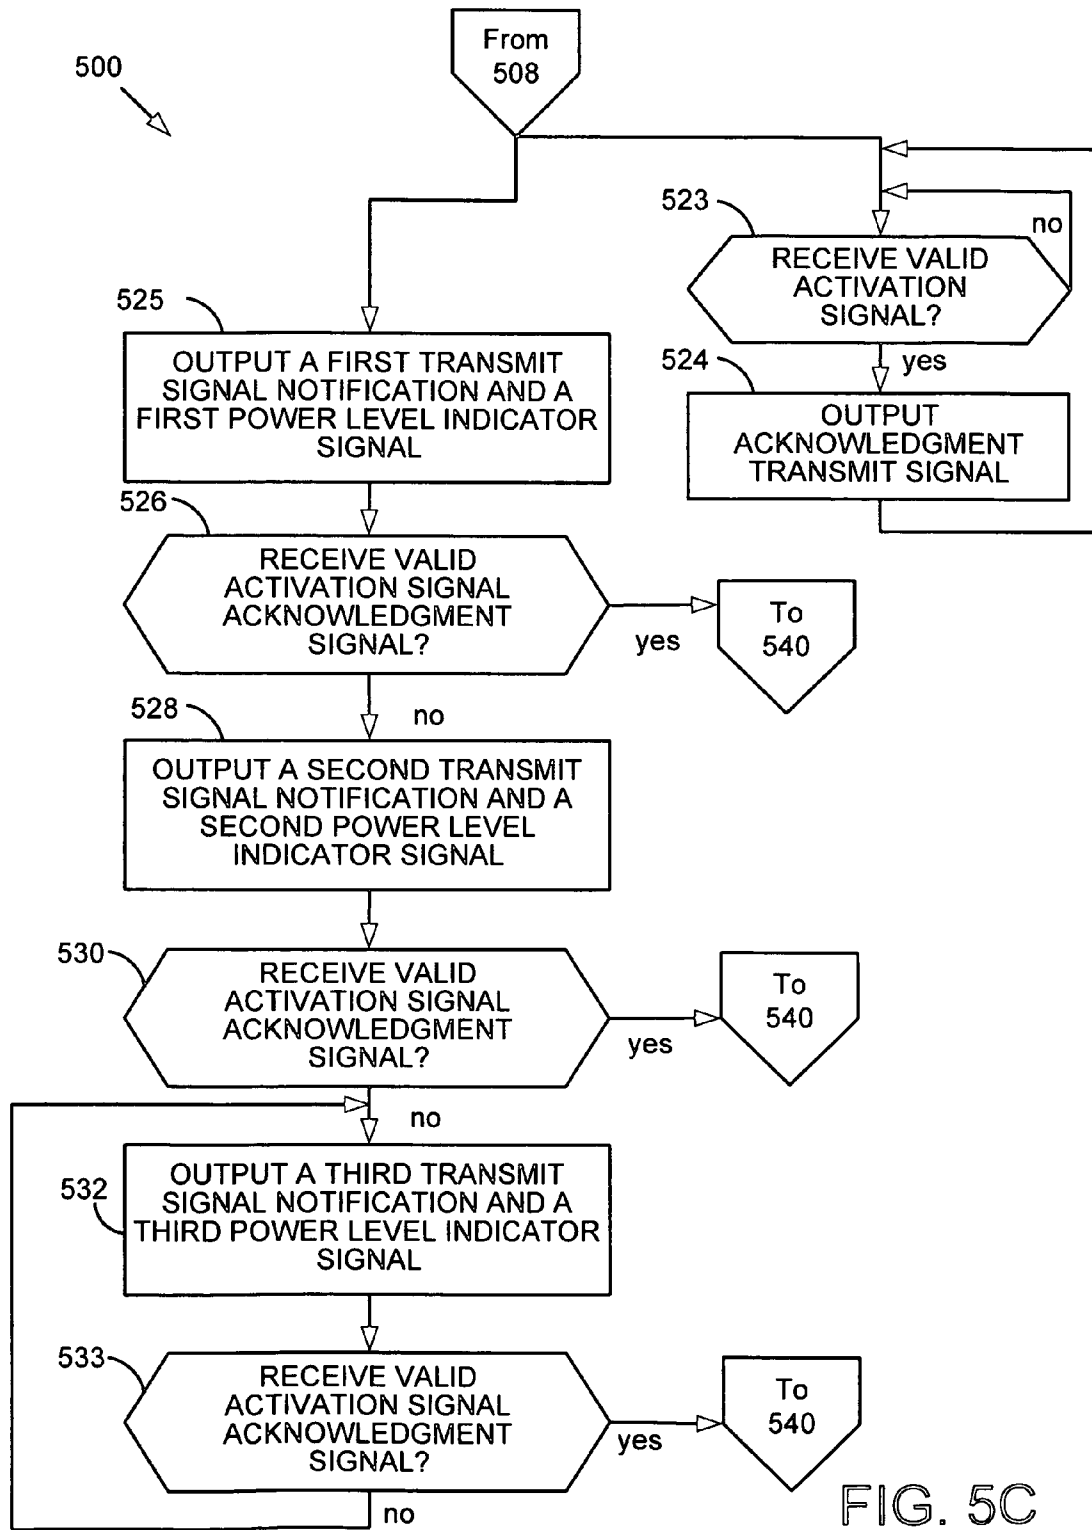 From
508
500
523
RECEIVE VALID
ACTIVATION
SIGNAL?
no
yes
524
OUTPUT
ACKNOWLEDGMENT
TRANSMIT SIGNAL
525
OUTPUT A FIRST TRANSMIT
SIGNAL NOTIFICATION AND A
FIRST POWER LEVEL INDICATOR
SIGNAL
526
RECEIVE VALID
ACTIVATION SIGNAL
ACKNOWLEDGMENT
SIGNAL?
yes
To
540
no
528
OUTPUT A SECOND TRANSMIT
SIGNAL NOTIFICATION AND A
SECOND POWER LEVEL
INDICATOR SIGNAL
530
RECEIVE VALID
ACTIVATION SIGNAL
ACKNOWLEDGMENT
SIGNAL?
yes
To
540
no
532
OUTPUT A THIRD TRANSMIT
SIGNAL NOTIFICATION AND A
THIRD POWER LEVEL INDICATOR
SIGNAL
533
RECEIVE VALID
ACTIVATION SIGNAL
ACKNOWLEDGMENT
SIGNAL?
yes
To
540
no
FIG. 5C